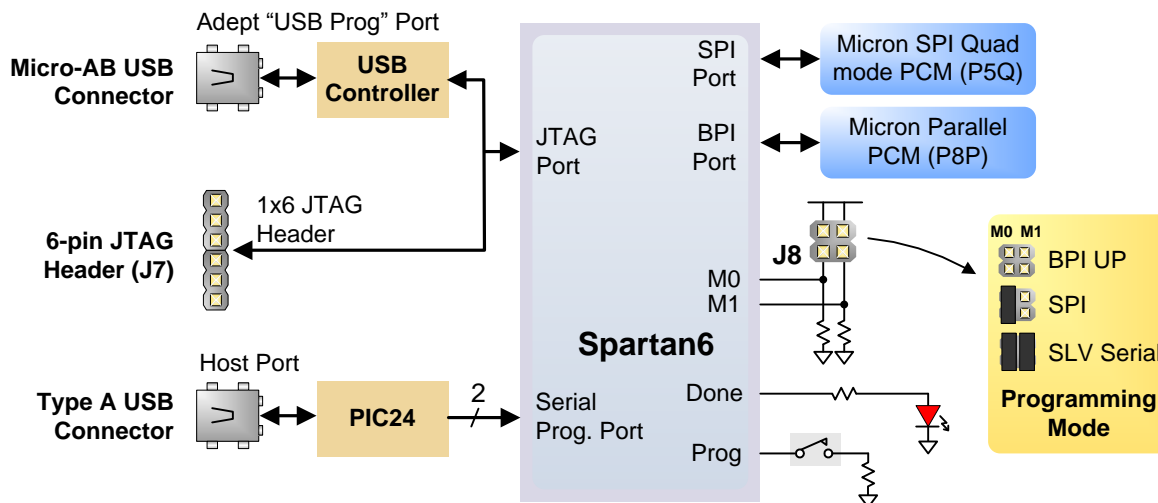 Adept “USB Prog” Port
Micro-AB USB
Connector
USB
Controller
6-pin JTAG
Header (J7)
1x6 JTAG
Header
Host Port
Type A USB
Connector
PIC24
2
JTAG
Port
Serial
Prog. Port
Spartan6
SPI
Port
BPI
Port
M0
M1
Done
Prog
Micron SPI Quad
mode PCM (P5Q)
Micron Parallel
PCM (P8P)
J8
M0 M1
BPI UP
SPI
SLV Serial
Programming
Mode